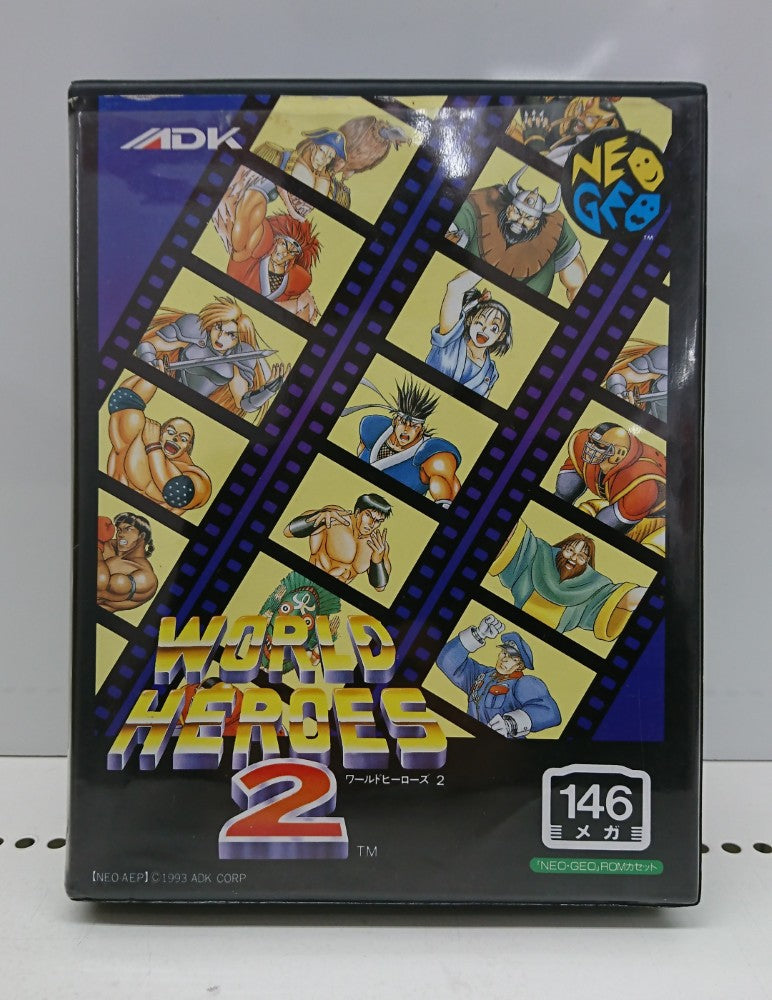 ADK
NEO
GEO
TM
WORLD
HEROES
2
ワールドヒーローズ 2
TM
146
メガ
「NEO・GEO」ROMカセット
【NEO-AEP】© 1993 ADK CORP